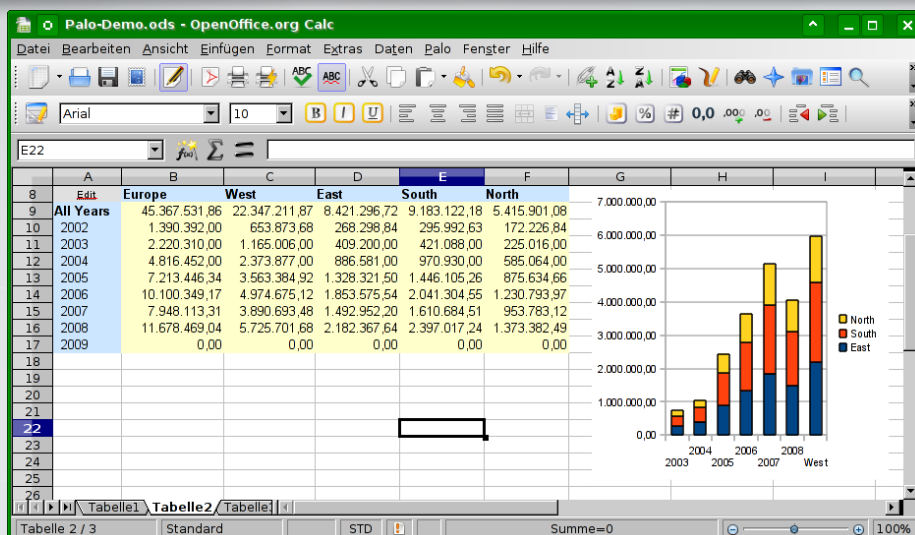 Palo-Demo.ods - OpenOffice.org Calc
Datei Bearbeiten Ansicht Einfügen Format Extras Daten Palo Fenster Hilfe
ABC ABC
Arial 10 B I U % # 0,0 .000 .00
E22 f(x) Σ =
A B C D E F G H I
8 Edit Europe West East South North
9 All Years 45.367.531,86 22.347.211,87 8.421.296,72 9.183.122,18 5.415.901,08
10 2002 1.390.392,00 653.873,68 268.298,84 295.992,63 172.226,84
11 2003 2.220.310,00 1.165.006,00 409.200,00 421.088,00 225.016,00
12 2004 4.816.452,00 2.373.877,00 886.581,00 970.930,00 585.064,00
13 2005 7.213.446,34 3.563.384,92 1.328.321,50 1.446.105,26 875.634,66
14 2006 10.100.349,17 4.974.675,12 1.853.575,54 2.041.304,55 1.230.793,97
15 2007 7.948.113,31 3.890.693,48 1.492.952,20 1.610.684,51 953.783,12
16 2008 11.678.469,04 5.725.701,68 2.182.367,64 2.397.017,24 1.373.382,49
17 2009 0,00 0,00 0,00 0,00 0,00
18
19
20
21
22
23
24
25
26
7.000.000,00
6.000.000,00
5.000.000,00
4.000.000,00
3.000.000,00
2.000.000,00
1.000.000,00
0,00
2004 2006 2008
2003 2005 2007 West
North
South
East
Tabelle1 Tabelle2 Tabelle
Tabelle 2 / 3 Standard STD Summe=0 100%